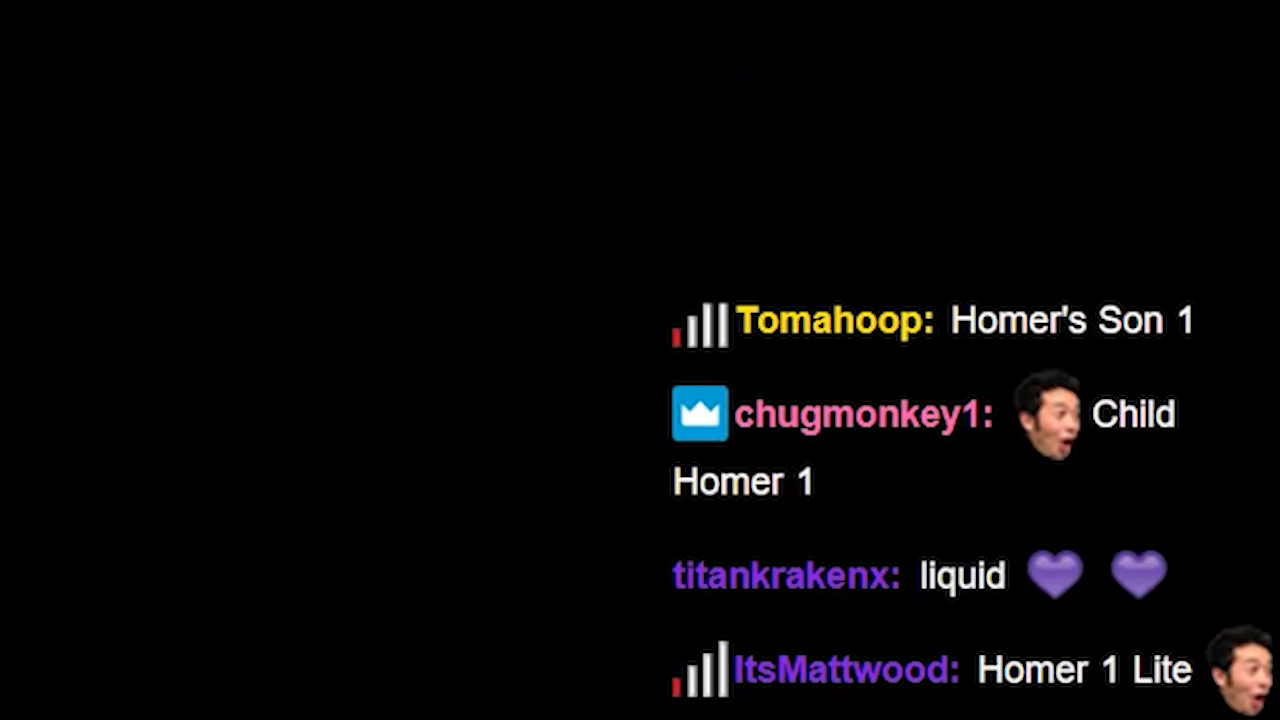 Tomahoop: Homer's Son 1
chugmonkey1: Child
Homer 1
titankrakenx: liquid 💜 💜
ItsMattwood: Homer 1 Lite